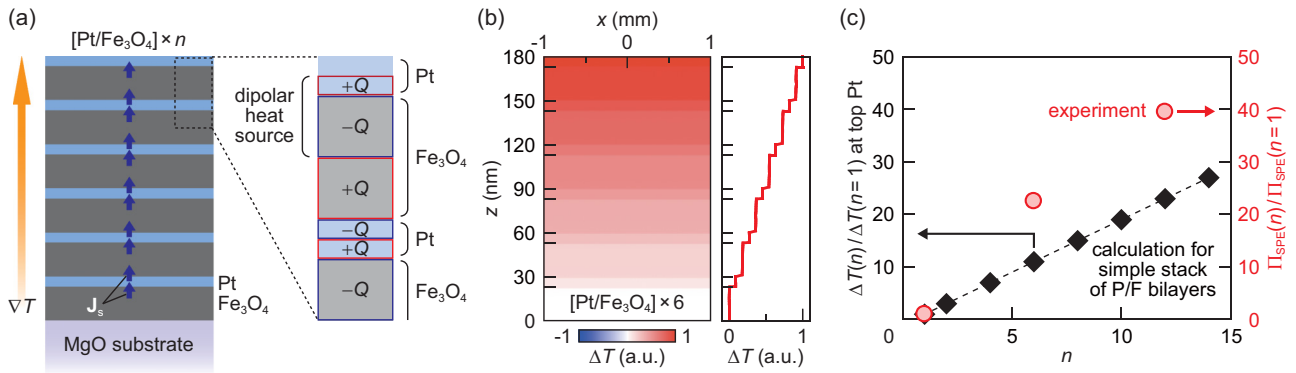 (a)
[Pt/Fe₃O₄] × n
∇T
Jₛ
Pt
Fe₃O₄
MgO substrate
dipolar
heat
source
+Q
−Q
+Q
−Q
+Q
−Q
Pt
Fe₃O₄
Pt
Fe₃O₄
(b)
x (mm)
-1 0 1
z (nm)
180
150
120
90
60
30
0
[Pt/Fe₃O₄] × 6
-1 1
ΔT (a.u.)
0 1
ΔT (a.u.)
(c)
ΔT(n) / ΔT(n = 1) at top Pt
50
40
30
20
10
0
0 5 10 15
n
experiment
calculation for
simple stack
of P/F bilayers
50
40
30
20
10
0
Π_SPE(n) / Π_SPE(n = 1)